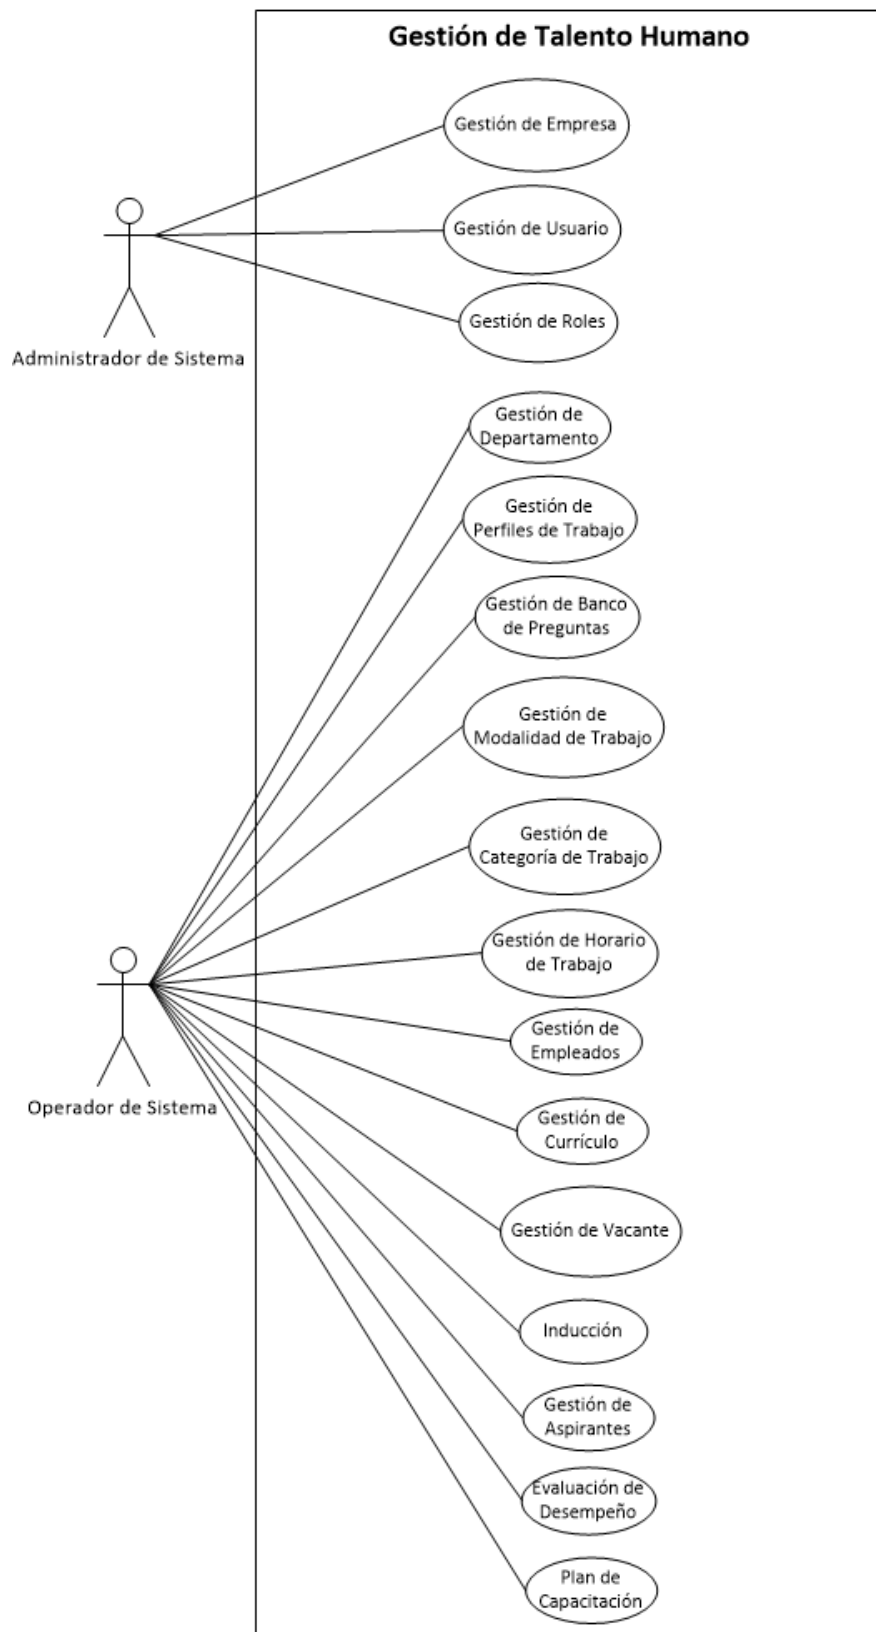 Gestión de Talento Humano
Gestión de Empresa
Gestión de Usuario
Gestión de Roles
Administrador de Sistema
Gestión de
Departamento
Gestión de
Perfiles de Trabajo
Gestión de Banco
de Preguntas
Gestión de
Modalidad de Trabajo
Gestión de
Categoría de Trabajo
Gestión de Horario
de Trabajo
Gestión de
Empleados
Operador de Sistema
Gestión de
Currículo
Gestión de Vacante
Inducción
Gestión de
Aspirantes
Evaluación de
Desempeño
Plan de
Capacitación